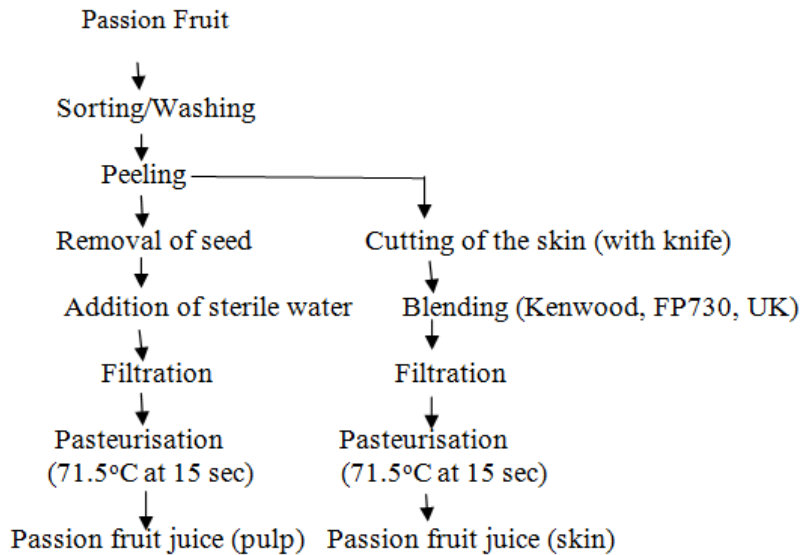 Passion Fruit
Sorting/Washing
Peeling
Removal of seed
Cutting of the skin (with knife)
Addition of sterile water
Blending (Kenwood, FP730, UK)
Filtration
Filtration
Pasteurisation
(71.5°C at 15 sec)
Pasteurisation
(71.5°C at 15 sec)
Passion fruit juice (pulp)
Passion fruit juice (skin)